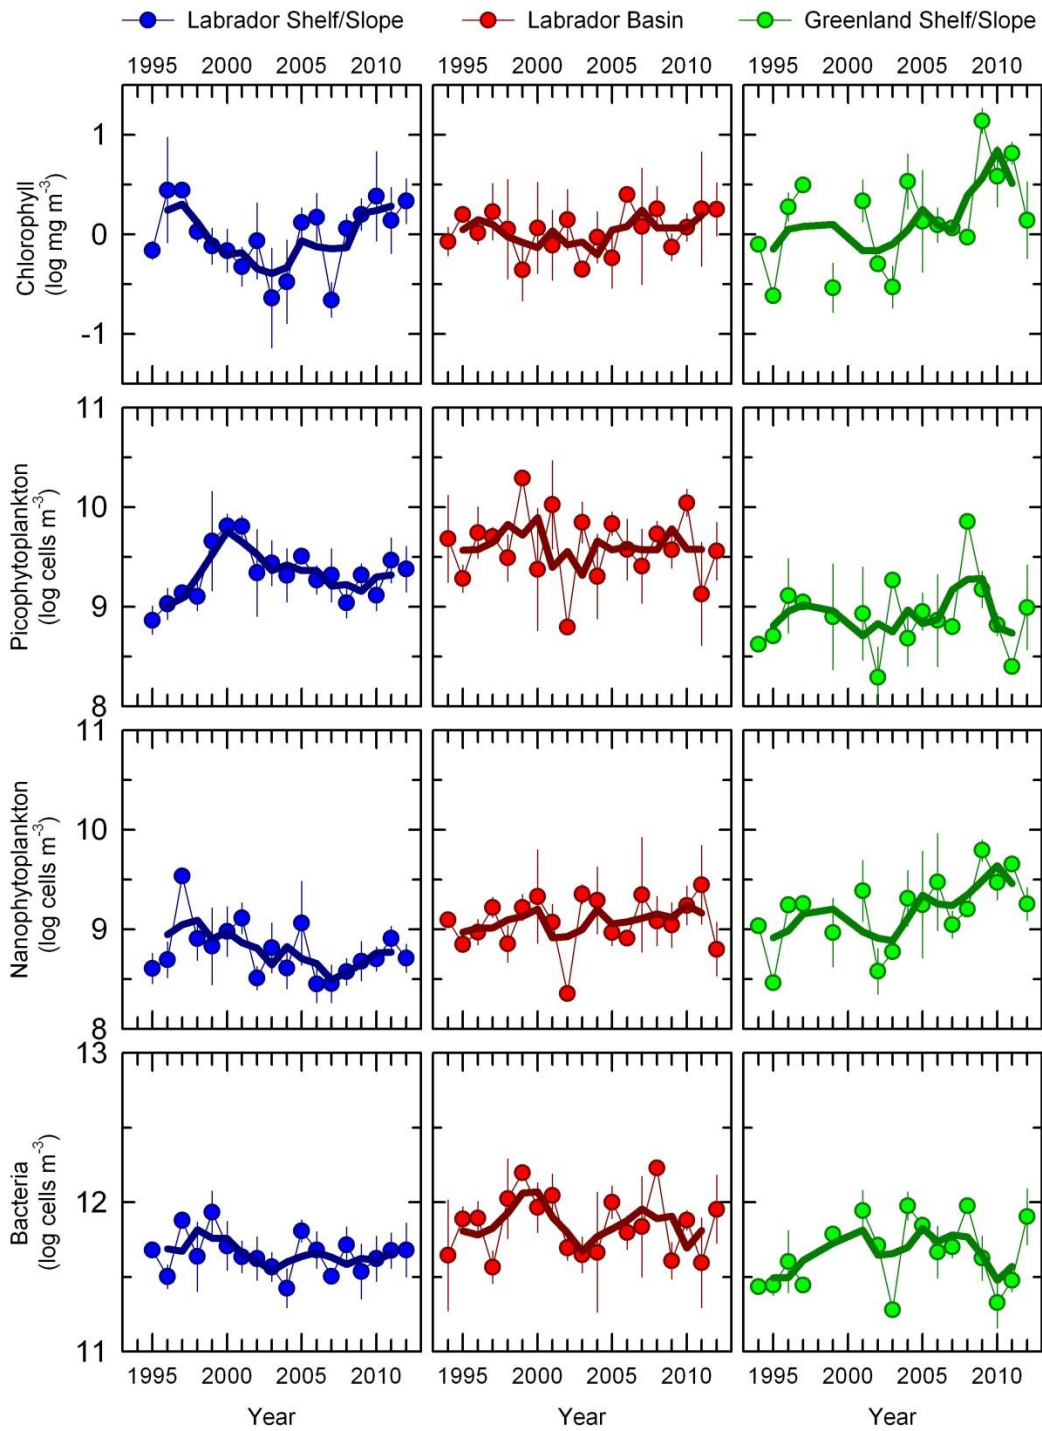 Labrador Shelf/Slope Labrador Basin Greenland Shelf/Slope
1995 2000 2005 2010 1995 2000 2005 2010 1995 2000 2005 2010
Chlorophyll
(log mg m⁻³)
1
0
-1
Picophytoplankton
(log cells m⁻³)
11
10
9
8
Nanophytoplankton
(log cells m⁻³)
11
10
9
8
Bacteria
(log cells m⁻³)
13
12
11
1995 2000 2005 2010 1995 2000 2005 2010 1995 2000 2005 2010
Year Year Year